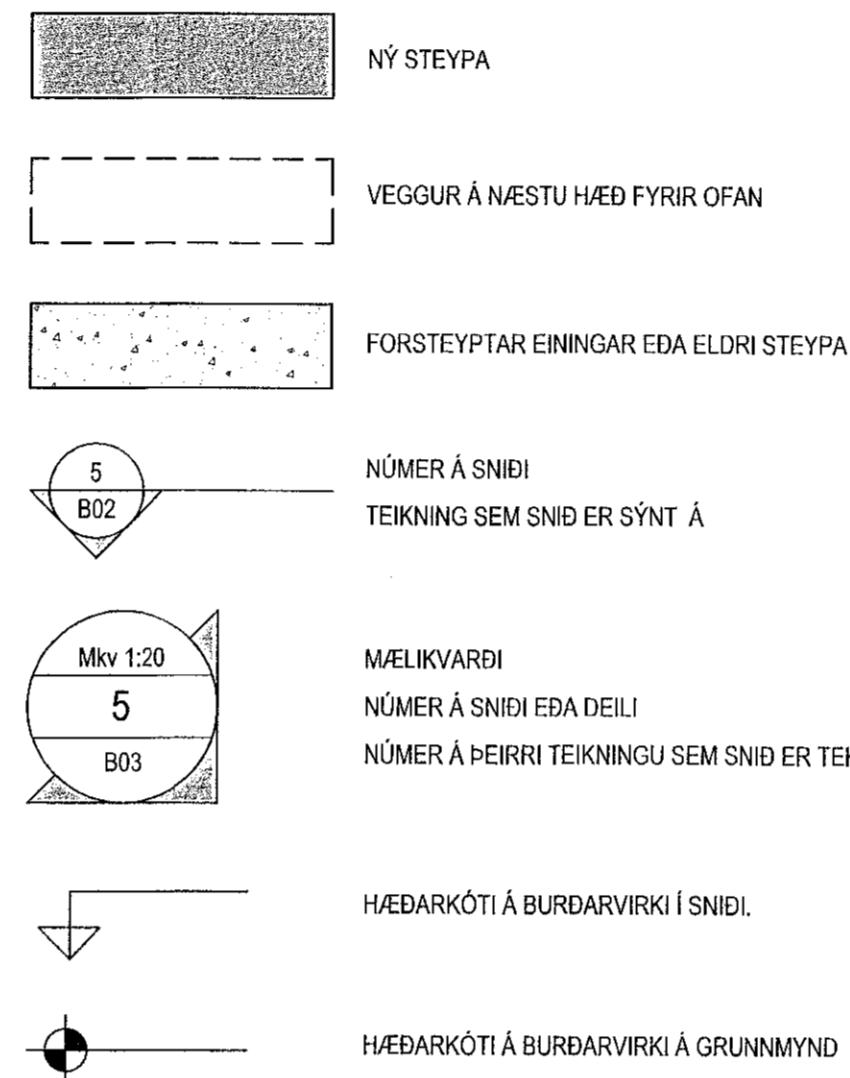 NÝ STEYPA
VEGGUR Á NÆSTU HÆÐ FYRIR OFAN
FORSTEYPTAR EININGAR EÐA ELDRI STEYPA
5
B02
NÚMER Á SNIÐI
TEIKNING SEM SNIÐ ER SÝNT Á
Mkv 1:20
5
B03
MÆLIKVARÐI
NÚMER Á SNIÐI EÐA DEILI
NÚMER Á ÞEIRRI TEIKNINGU SEM SNIÐ ER
HÆÐARKÓTI Á BURÐARVIRKI Í SNIÐI.
HÆÐARKÓTI Á BURÐARVIRKI Á GRUNNMYND